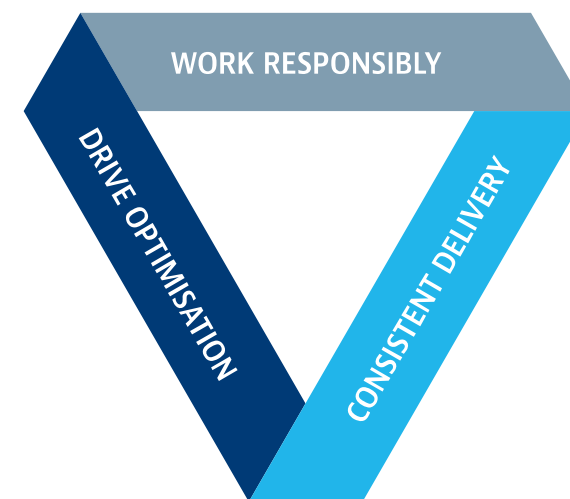 WORK RESPONSIBLY
DRIVE OPTIMISATION
CONSISTENT DELIVERY